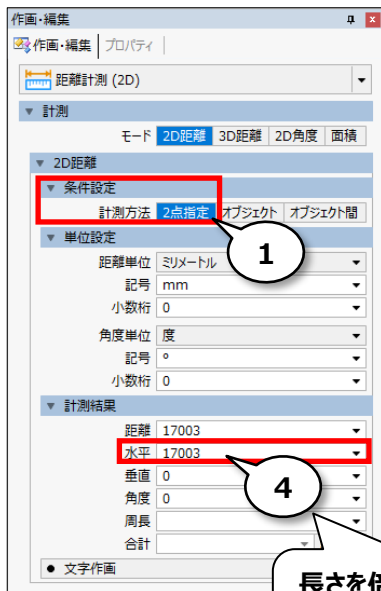 作画・編集
作画・編集 プロパティ
距離計測 (2D)
計測
モード 2D距離 3D距離 2D角度 面積
2D距離
条件設定
計測方法 2点指定 オブジェクト オブジェクト間
1
単位設定
距離単位 ミリメートル
記号 mm
小数桁 0
角度単位 度
記号 °
小数桁 0
計測結果
距離 17003
水平 17003
垂直 0
4
角度 0
周長
合計
文字作画
長さを